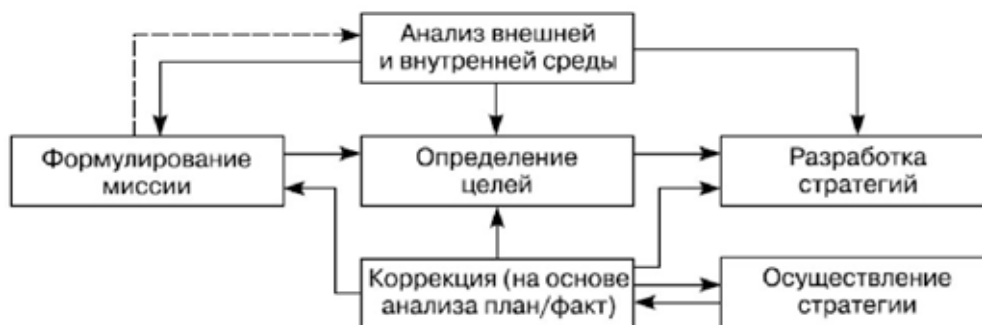 Анализ внешней
и внутренней среды
Формулирование
миссии
Определение
целей
Разработка
стратегий
Коррекция (на основе
анализа план/факт)
Осуществление
стратегии